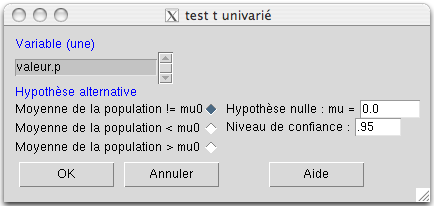 test t univarié
Variable (une)
valeur.p
Hypothèse alternative
Moyenne de la population != mu0 Hypothèse nulle : mu = 0.0
Moyenne de la population < mu0 Niveau de confiance : .95
Moyenne de la population > mu0
OK Annuler Aide